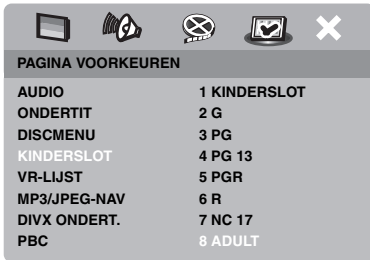 PAGINA VOORKEUREN
AUDIO 1 KINDERSLOT
ONDERTIT 2 G
DISCMENU 3 PG
KINDERSLOT 4 PG 13
VR-LIJST 5 PGR
MP3/JPEG-NAV 6 R
DIVX ONDERT. 7 NC 17
PBC 8 ADULT